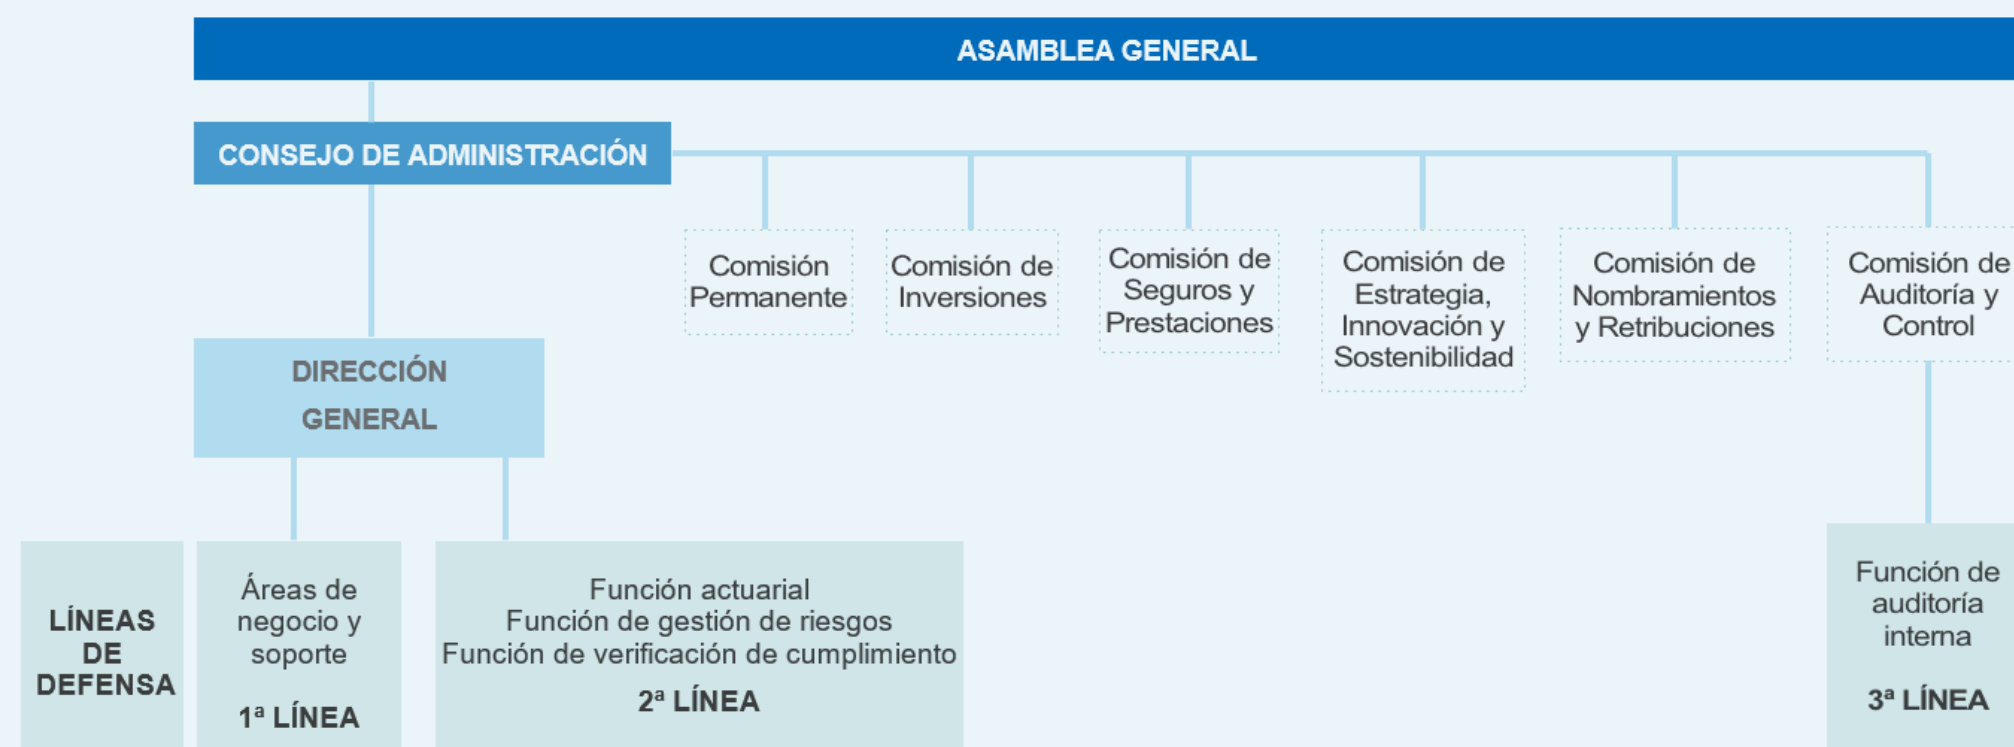 ASAMBLEA GENERAL
CONSEJO DE ADMINISTRACIÓN
Comisión
Permanente
Comisión de
Inversiones
Comisión de
Seguros y
Prestaciones
Comisión de
Estrategia,
Innovación y
Sostenibilidad
Comisión de
Nombramientos
y Retribuciones
Comisión de
Auditoría y
Control
DIRECCIÓN
GENERAL
LÍNEAS
DE
DEFENSA
Áreas de
negocio y
soporte
1ª LÍNEA
Función actuarial
Función de gestión de riesgos
Función de verificación de cumplimiento
2ª LÍNEA
Función de
auditoría
interna
3ª LÍNEA